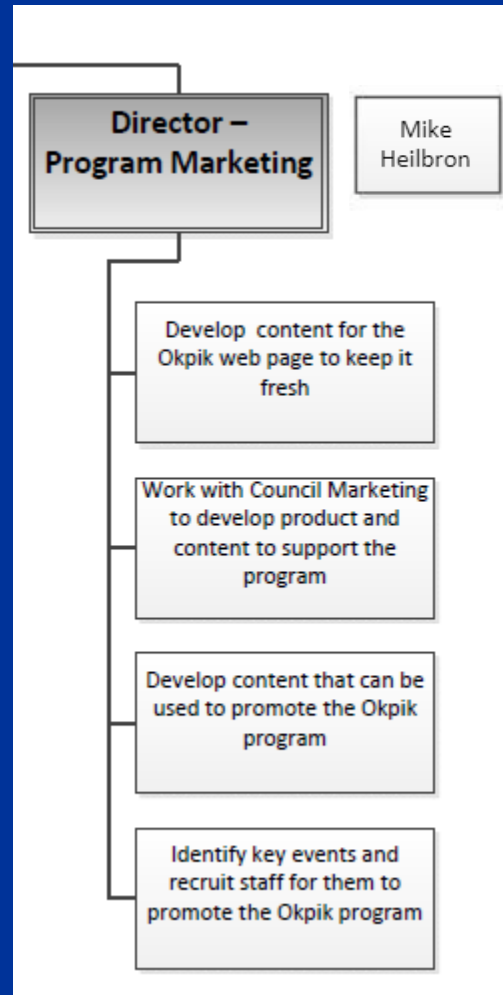 Director –
Program Marketing
Mike
Heilbron
Develop content for the
Okpik web page to keep it
fresh
Work with Council Marketing
to develop product and
content to support the
program
Develop content that can be
used to promote the Okpik
program
Identify key events and
recruit staff for them to
promote the Okpik program